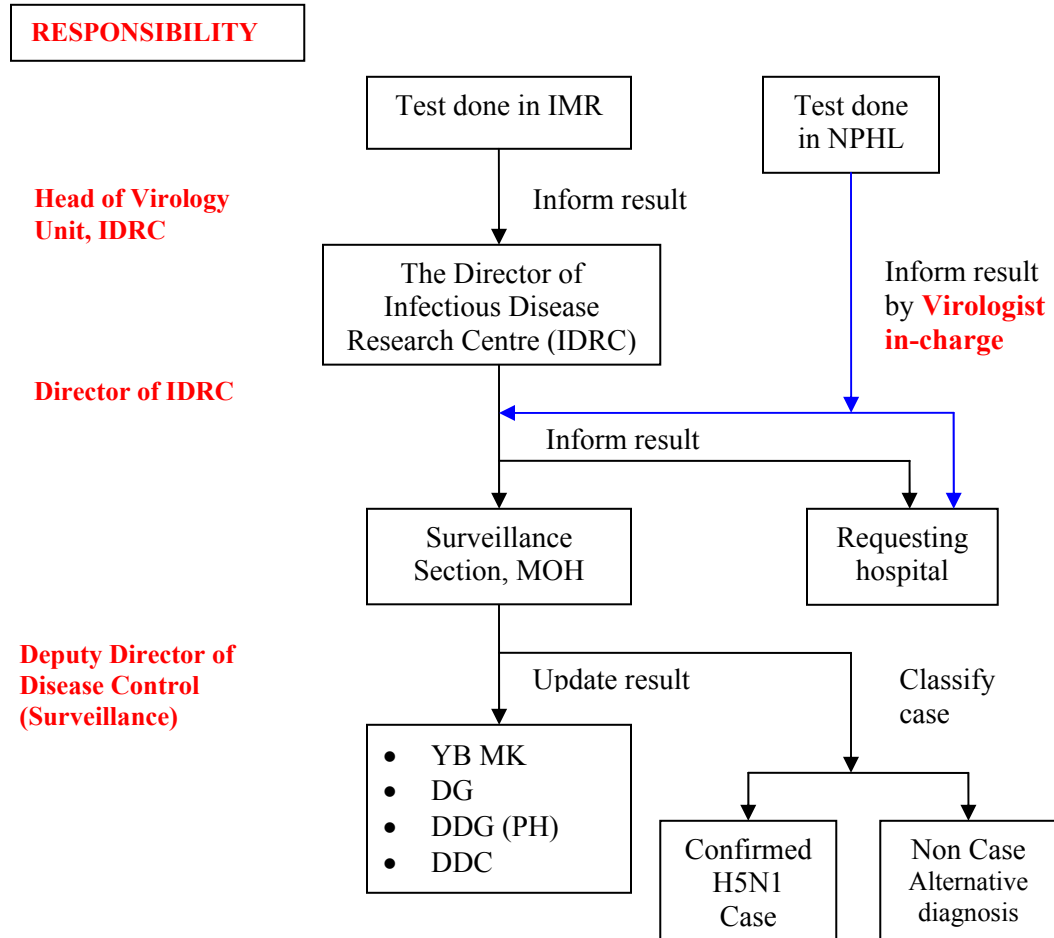 RESPONSIBILITY
Test done in IMR
Test done
in NPHL
Head of Virology
Unit, IDRC
Inform result
The Director of
Infectious Disease
Research Centre (IDRC)
Inform result
by Virologist
in-charge
Director of IDRC
Inform result
Surveillance
Section, MOH
Requesting
hospital
Deputy Director of
Disease Control
(Surveillance)
Update result
Classify
case
• YB MK
• DG
• DDG (PH)
• DDC
Confirmed
H5N1
Case
Non Case
Alternative
diagnosis